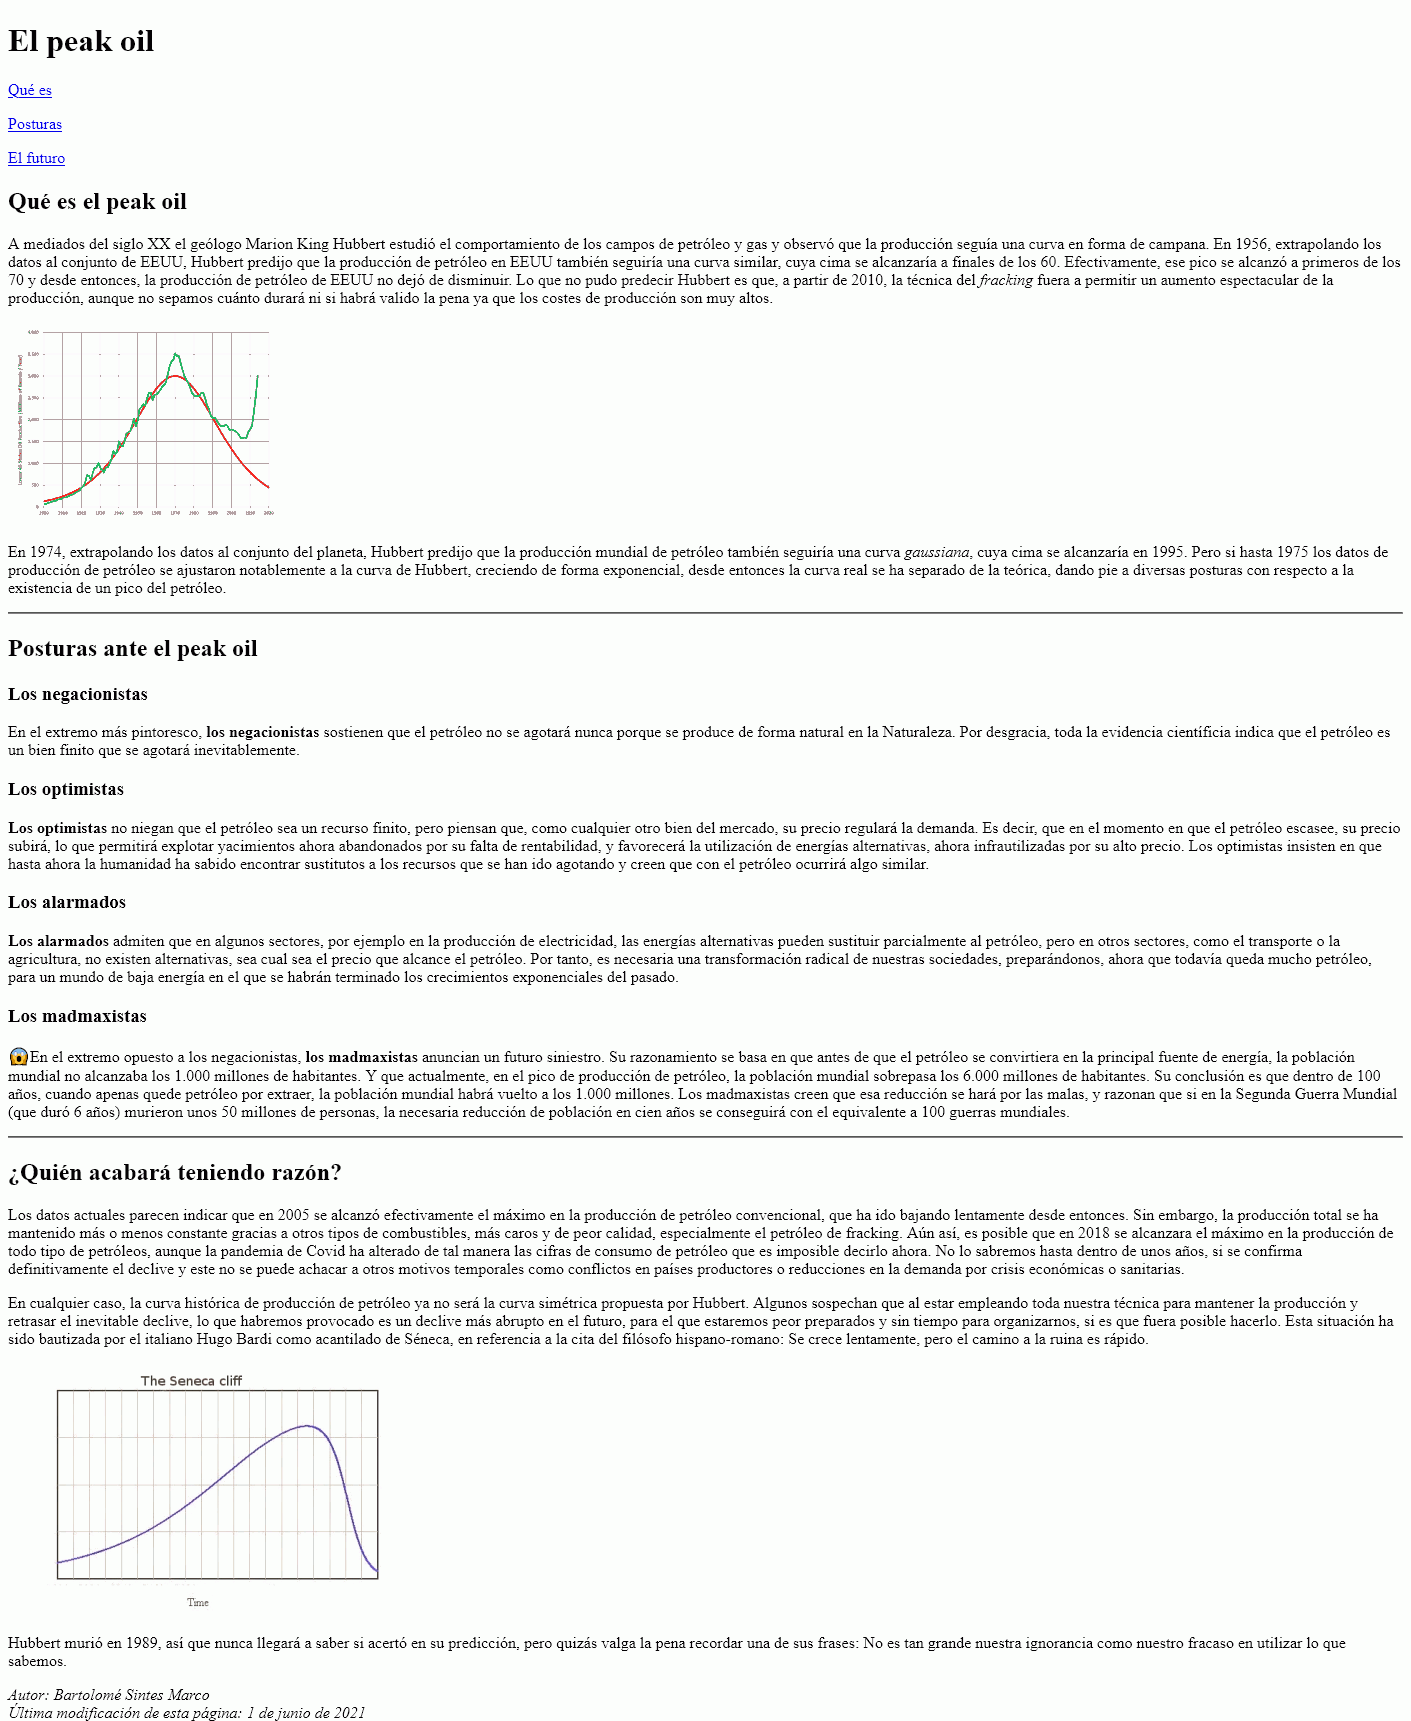 El peak oil
Qué es
Posturas
El futuro
Qué es el peak oil
A mediados del siglo XX el geólogo Marion King Hubbert estudió el comportamiento de los campos de petróleo y gas y observó que la producción seguía una curva en forma de campana. En 1956, extrapolando los
datos al conjunto de EEUU, Hubbert predijo que la producción de petróleo en EEUU también seguiría una curva similar, cuya cima se alcanzaría a finales de los 60. Efectivamente, ese pico se alcanzó a primeros de los
70 y desde entonces, la producción de petróleo de EEUU no dejó de disminuir. Lo que no pudo predecir Hubbert es que, a partir de 2010, la técnica del fracking fuera a permitir un aumento espectacular de la
producción, aunque no sepamos cuánto durará ni si habrá valido la pena ya que los costes de producción son muy altos.
En 1974, extrapolando los datos al conjunto del planeta, Hubbert predijo que la producción mundial de petróleo también seguiría una curva gaussiana, cuya cima se alcanzaría en 1995. Pero si hasta 1975 los datos de
producción de petróleo se ajustaron notablemente a la curva de Hubbert, creciendo de forma exponencial, desde entonces la curva real se ha separado de la teórica, dando pie a diversas posturas con respecto a la
existencia de un pico del petróleo.
Posturas ante el peak oil
Los negacionistas
En el extremo más pintoresco, los negacionistas sostienen que el petróleo no se agotará nunca porque se produce de forma natural en la Naturaleza. Por desgracia, toda la evidencia científicia indica que el petróleo es
un bien finito que se agotará inevitablemente.
Los optimistas
Los optimistas no niegan que el petróleo sea un recurso finito, pero piensan que, como cualquier otro bien del mercado, su precio regulará la demanda. Es decir, que en el momento en que el petróleo escasee, su precio
subirá, lo que permitirá explotar yacimientos ahora abandonados por su falta de rentabilidad, y favorecerá la utilización de energías alternativas, ahora infrautilizadas por su alto precio. Los optimistas insisten en que
hasta ahora la humanidad ha sabido encontrar sustitutos a los recursos que se han ido agotando y creen que con el petróleo ocurrirá algo similar.
Los alarmados
Los alarmados admiten que en algunos sectores, por ejemplo en la producción de electricidad, las energías alternativas pueden sustituir parcialmente al petróleo, pero en otros sectores, como el transporte o la
agricultura, no existen alternativas, sea cual sea el precio que alcance el petróleo. Por tanto, es necesaria una transformación radical de nuestras sociedades, preparándonos, ahora que todavía queda mucho petróleo,
para un mundo de baja energía en el que se habrán terminado los crecimientos exponenciales del pasado.
Los madmaxistas
😱En el extremo opuesto a los negacionistas, los madmaxistas anuncian un futuro siniestro. Su razonamiento se basa en que antes de que el petróleo se convirtiera en la principal fuente de energía, la población
mundial no alcanzaba los 1.000 millones de habitantes. Y que actualmente, en el pico de producción de petróleo, la población mundial sobrepasa los 6.000 millones de habitantes. Su conclusión es que dentro de 100
años, cuando apenas quede petróleo por extraer, la población mundial habrá vuelto a los 1.000 millones. Los madmaxistas creen que esa reducción se hará por las malas, y razonan que si en la Segunda Guerra Mundial
(que duró 6 años) murieron unos 50 millones de personas, la necesaria reducción de población en cien años se conseguirá con el equivalente a 100 guerras mundiales.
¿Quién acabará teniendo razón?
Los datos actuales parecen indicar que en 2005 se alcanzó efectivamente el máximo en la producción de petróleo convencional, que ha ido bajando lentamente desde entonces. Sin embargo, la producción total se ha
mantenido más o menos constante gracias a otros tipos de combustibles, más caros y de peor calidad, especialmente el petróleo de fracking. Aún así, es posible que en 2018 se alcanzara el máximo en la producción de
todo tipo de petróleos, aunque la pandemia de Covid ha alterado de tal manera las cifras de consumo de petróleo que es imposible decirlo ahora. No lo sabremos hasta dentro de unos años, si se confirma
definitivamente el declive y este no se puede achacar a otros motivos temporales como conflictos en países productores o reducciones en la demanda por crisis económicas o sanitarias.
En cualquier caso, la curva histórica de producción de petróleo ya no será la curva simétrica propuesta por Hubbert. Algunos sospechan que al estar empleando toda nuestra técnica para mantener la producción y
retrasar el inevitable declive, lo que habremos provocado es un declive más abrupto en el futuro, para el que estaremos peor preparados y sin tiempo para organizarnos, si es que fuera posible hacerlo. Esta situación ha
sido bautizada por el italiano Hugo Bardi como acantilado de Séneca, en referencia a la cita del filósofo hispano-romano: Se crece lentamente, pero el camino a la ruina es rápido.
The Seneca cliff
Time
Hubbert murió en 1989, así que nunca llegará a saber si acertó en su predicción, pero quizás valga la pena recordar una de sus frases: No es tan grande nuestra ignorancia como nuestro fracaso en utilizar lo que
sabemos.
Autor: Bartolomé Sintes Marco
Última modificación de esta página: 1 de junio de 2021